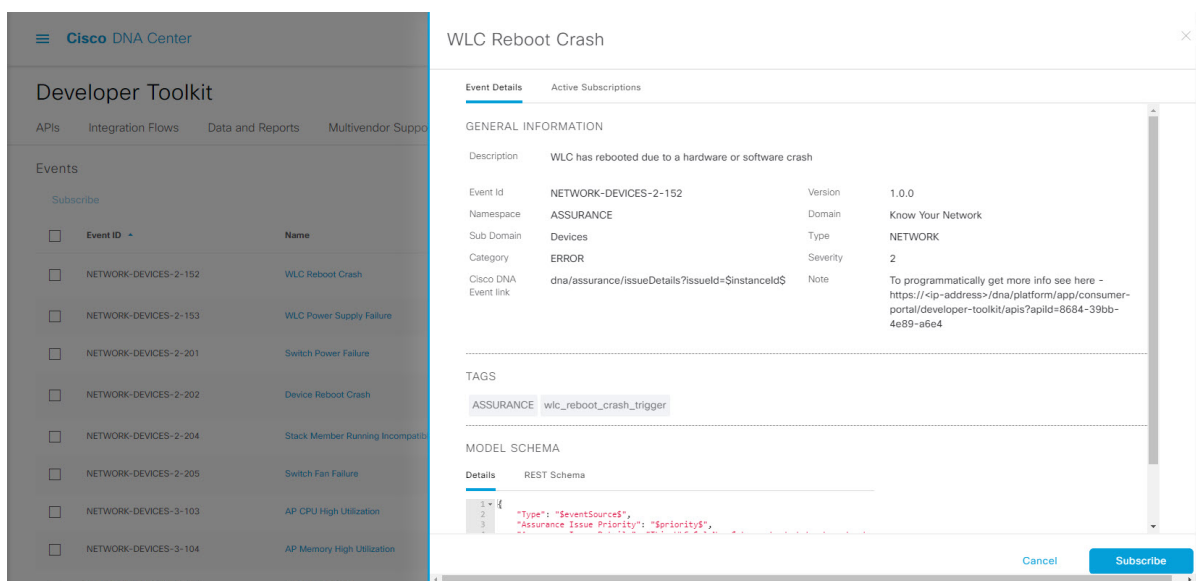 Cisco DNA Center
Developer Toolkit
APIs Integration Flows Data and Reports Multivendor Suppo
Events
Subscribe
Event ID Name
NETWORK-DEVICES-2-152 WLC Reboot Crash
NETWORK-DEVICES-2-153 WLC Power Supply Failure
NETWORK-DEVICES-2-201 Switch Power Failure
NETWORK-DEVICES-2-202 Device Reboot Crash
NETWORK-DEVICES-2-204 Stack Member Running Incompatib
NETWORK-DEVICES-2-205 Switch Fan Failure
NETWORK-DEVICES-3-103 AP CPU High Utilization
NETWORK-DEVICES-3-104 AP Memory High Utilization
WLC Reboot Crash
Event Details Active Subscriptions
GENERAL INFORMATION
Description WLC has rebooted due to a hardware or software crash
Event Id NETWORK-DEVICES-2-152 Version 1.0.0
Namespace ASSURANCE Domain Know Your Network
Sub Domain Devices Type NETWORK
Category ERROR Severity 2
Cisco DNA Event link dna/assurance/issueDetails?issueId=$instanceId$ Note To programmatically get more info see here -
https://<ip-address>/dna/platform/app/consumer-
portal/developer-toolkit/apis?apiId=8684-39bb-
4e89-a6e4
TAGS
ASSURANCE wlc_reboot_crash_trigger
MODEL SCHEMA
Details REST Schema
1 {
2 "Type": "$eventSource$",
3 "Assurance Issue Priority": "$priority$",
Cancel Subscribe